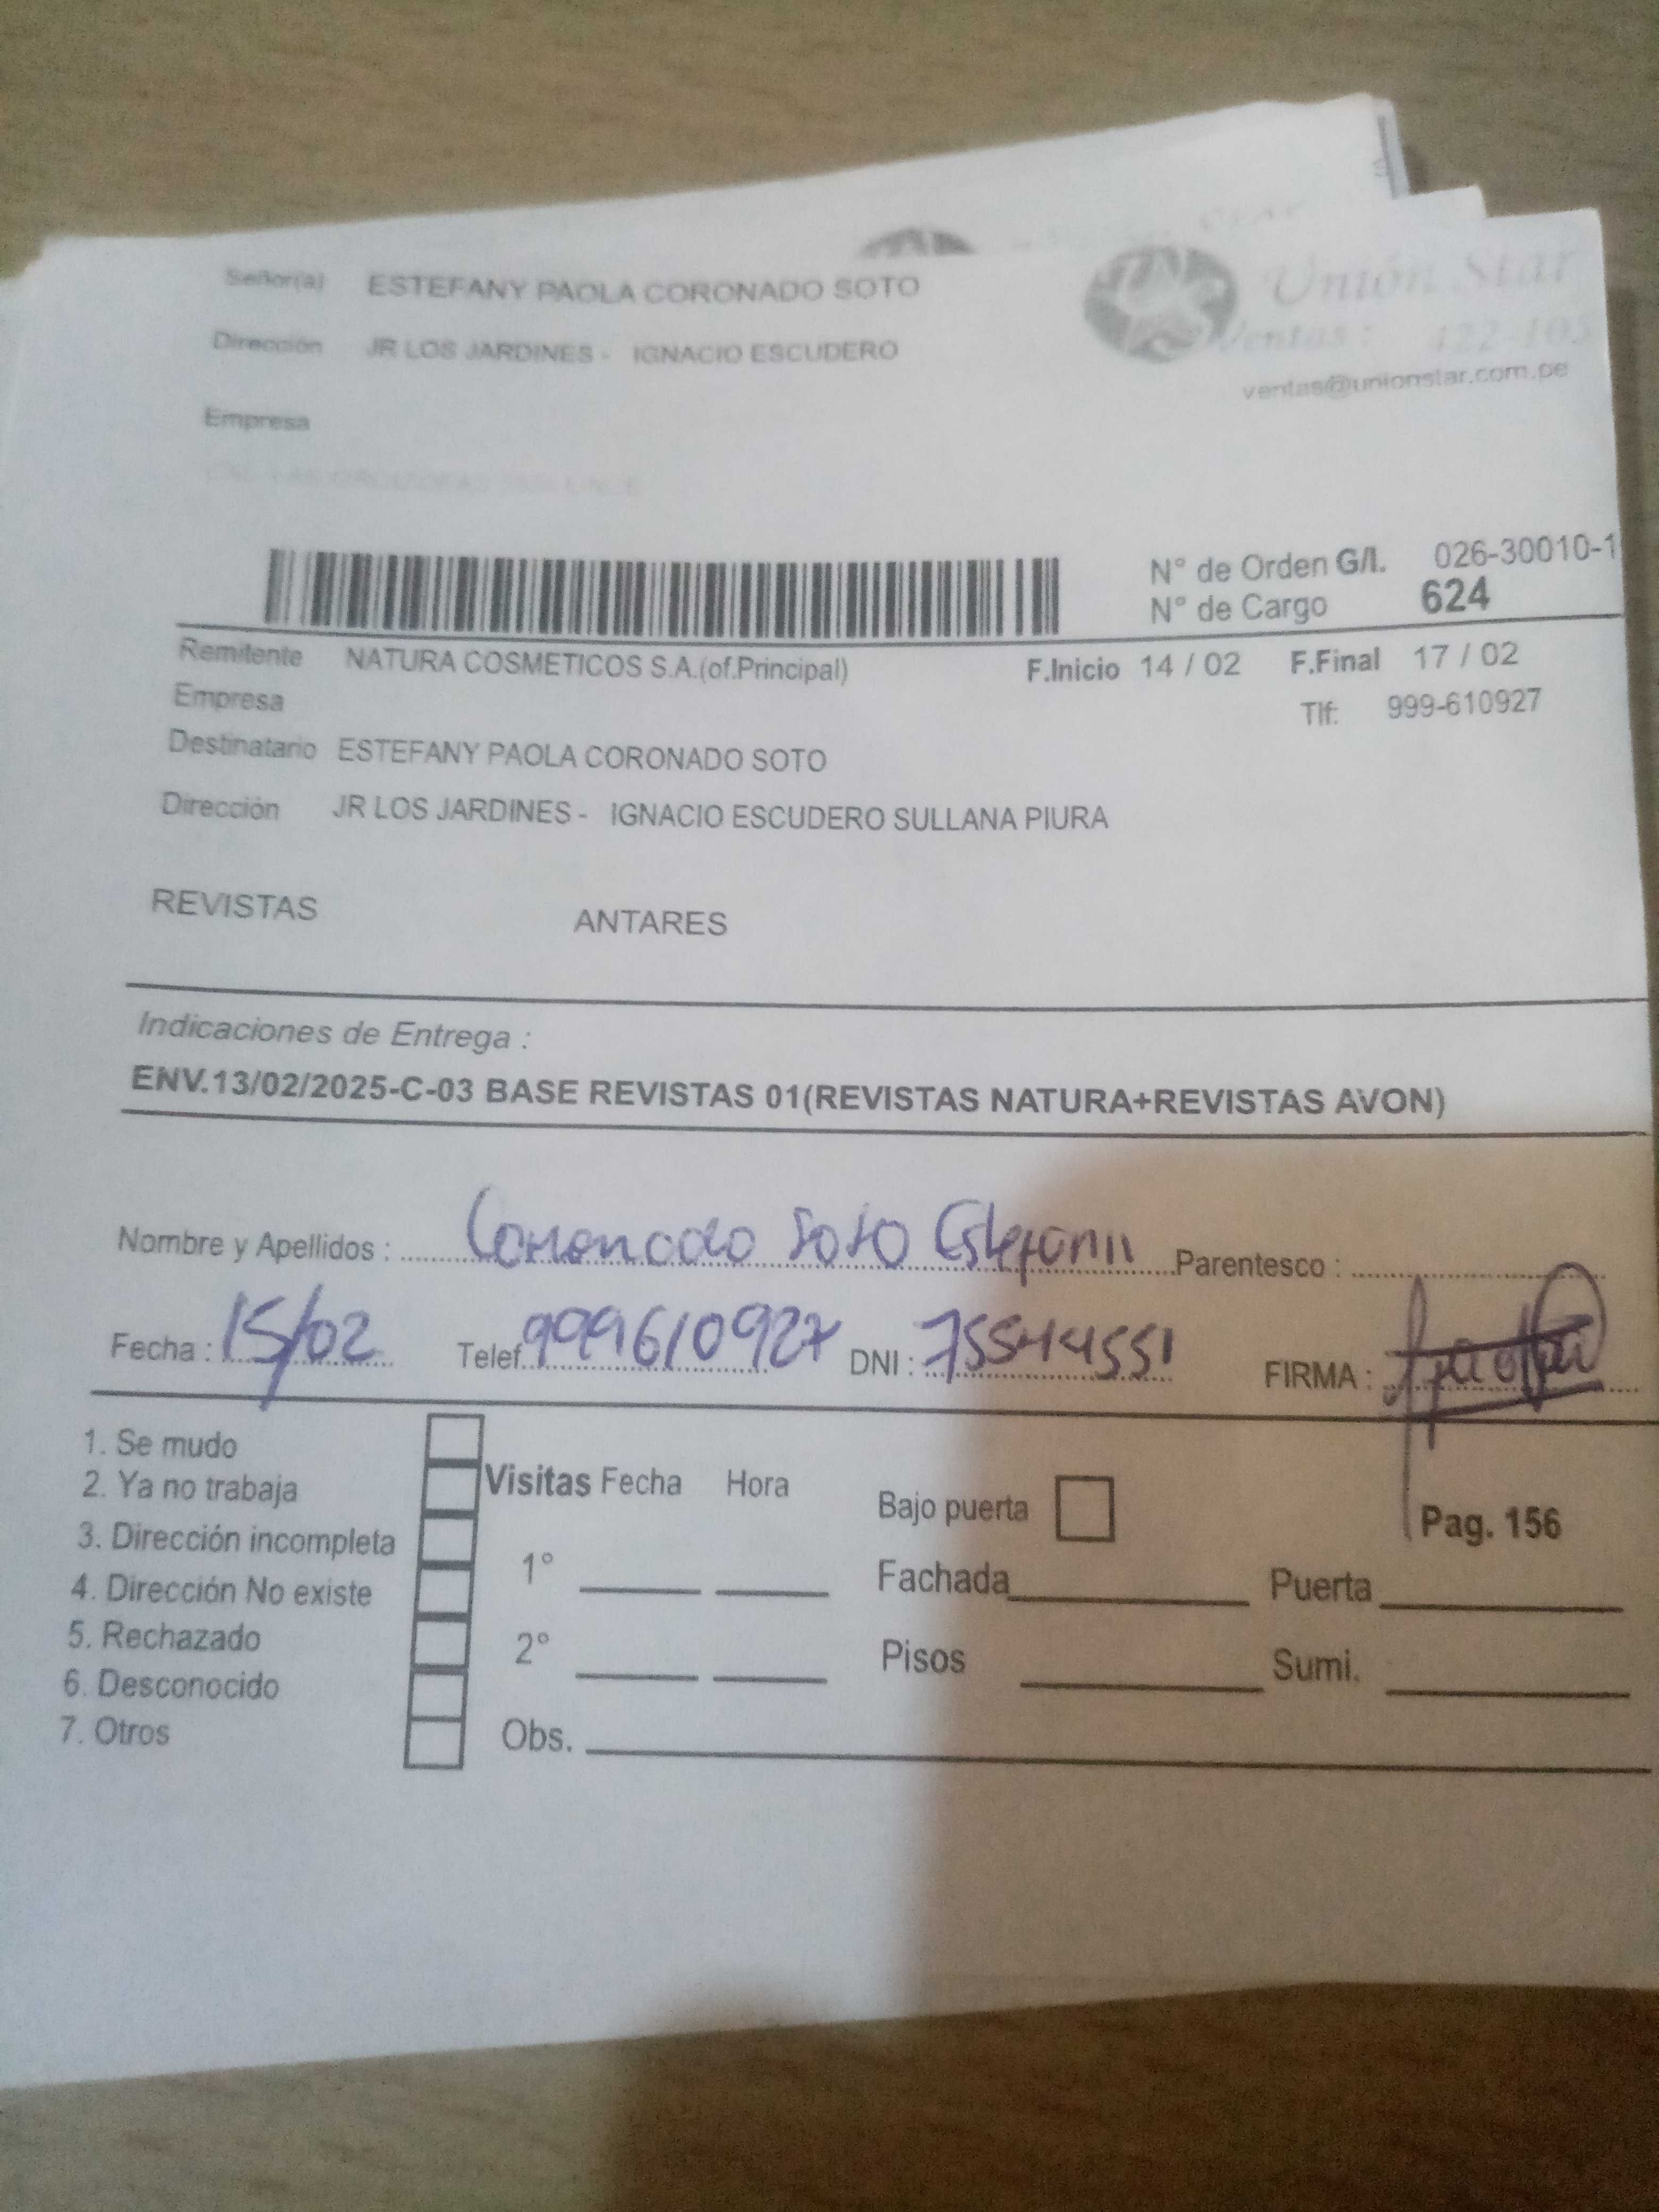 Señor(a) ESTEFANY PAOLA CORONADO SOTO
Unión Star
Dirección JR LOS JARDINES - IGNACIO ESCUDERO
Ventas : 422-105
ventas@unionstar.com.pe
Empresa
N° de Orden G/I. 026-30010-1
N° de Cargo 624
Remitente NATURA COSMETICOS S.A.(of.Principal) F.Inicio 14 / 02 F.Final 17 / 02
Empresa Tlf: 999-610927
Destinatario ESTEFANY PAOLA CORONADO SOTO
Dirección JR LOS JARDINES - IGNACIO ESCUDERO SULLANA PIURA
REVISTAS ANTARES
Indicaciones de Entrega :
ENV.13/02/2025-C-03 BASE REVISTAS 01(REVISTAS NATURA+REVISTAS AVON)
Nombre y Apellidos : Coronado Soto Estefani Parentesco :
Fecha : 15/02 Telef. 999610927 DNI : 75544551 FIRMA :
1. Se mudo
2. Ya no trabaja
3. Dirección incompleta
4. Dirección No existe
5. Rechazado
6. Desconocido
7. Otros
Visitas Fecha Hora
1°
2°
Obs.
Bajo puerta
Pag. 156
Fachada Puerta
Pisos Sumi.